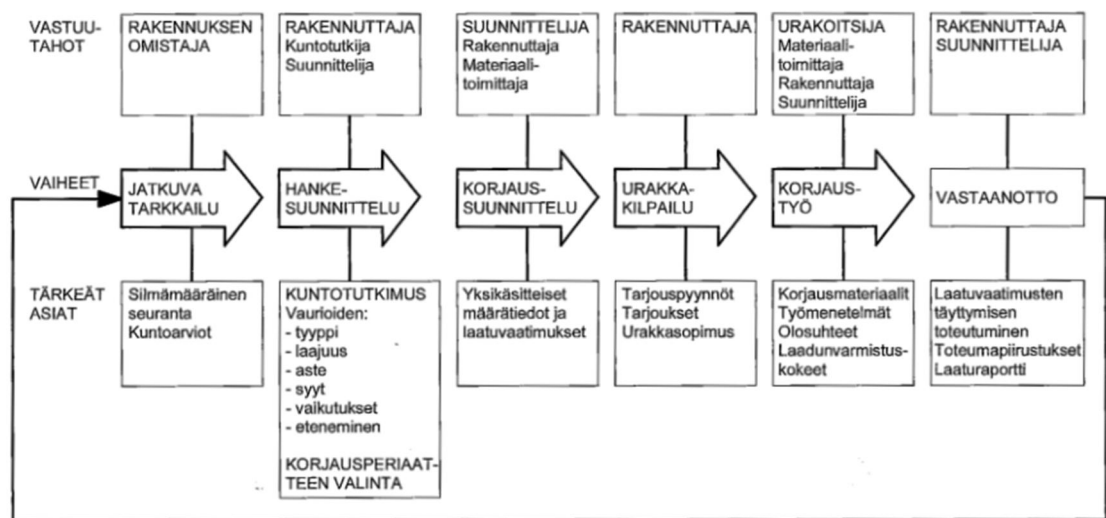 VASTUU-
TAHOT
RAKENNUKSEN
OMISTAJA
RAKENNUTTAJA
Kuntotutkija
Suunnittelija
SUUNNITTELIJA
Rakennuttaja
Materiaali-
toimittaja
RAKENNUTTAJA
URAKOITSIJA
Materiaali-
toimittaja
Rakennuttaja
Suunnittelija
RAKENNUTTAJA
SUUNNITTELIJA
VAIHEET
JATKUVA
TARKKAILU
HANKE-
SUUNNITTELU
KORJAUS-
SUUNNITTELU
URAKKA-
KILPAILU
KORJAUS-
TYÖ
VASTAANOTTO
TÄRKEÄT
ASIAT
Silmämääräinen
seuranta
Kuntoarviot
KUNTOTUTKIMUS
Vaurioiden:
- tyyppi
- laajuus
- aste
- syyt
- vaikutukset
- eteneminen
KORJAUSPERIAAT-
TEEN VALINTA
Yksikäsitteiset
määrätiedot ja
laatuvaatimukset
Tarjouspyynnöt
Tarjoukset
Urakkasopimus
Korjausmateriaalit
Työmenetelmät
Olosuhteet
Laadunvarmistus-
kokeet
Laatuvaatimusten
täyttymisen
toteutuminen
Toteumapiirustukset
Laaturaportti